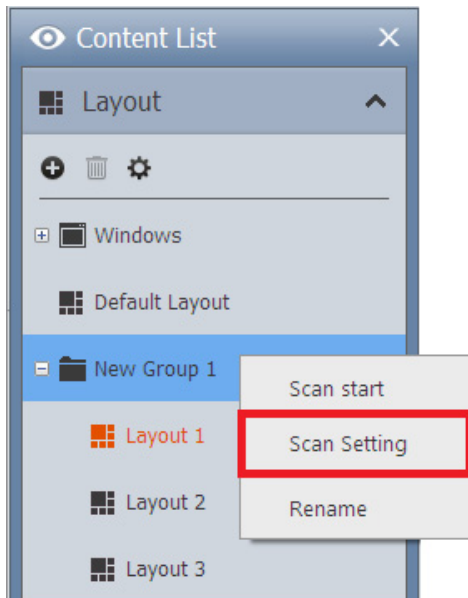 Content List
Layout
Windows
Default Layout
New Group 1
Scan start
Layout 1
Scan Setting
Layout 2
Rename
Layout 3